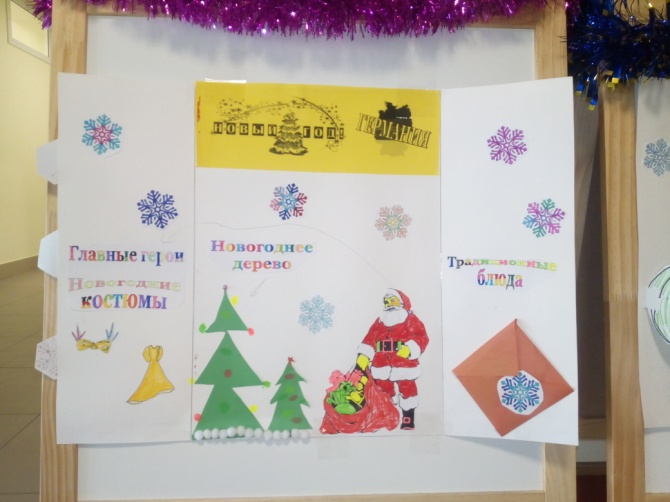 НОВЫЙ ГОД!
ГЕРМАНИИ
Главные герои
Новогодние
костюмы
Новогоднее
дерево
Традиционные
блюда